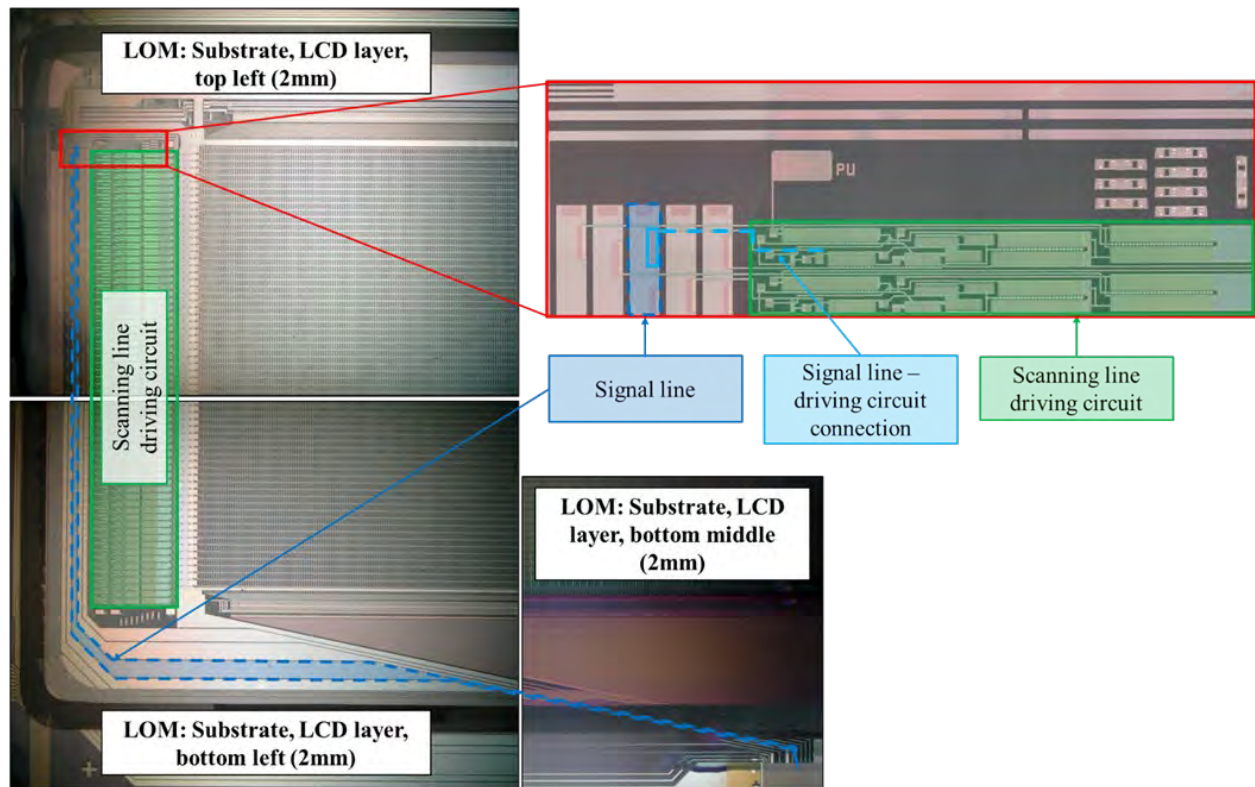 LOM: Substrate, LCD layer,
top left (2mm)
PU
Scanning line
driving circuit
Signal line
Signal line –
driving circuit
connection
Scanning line
driving circuit
LOM: Substrate, LCD
layer, bottom middle
(2mm)
LOM: Substrate, LCD layer,
bottom left (2mm)